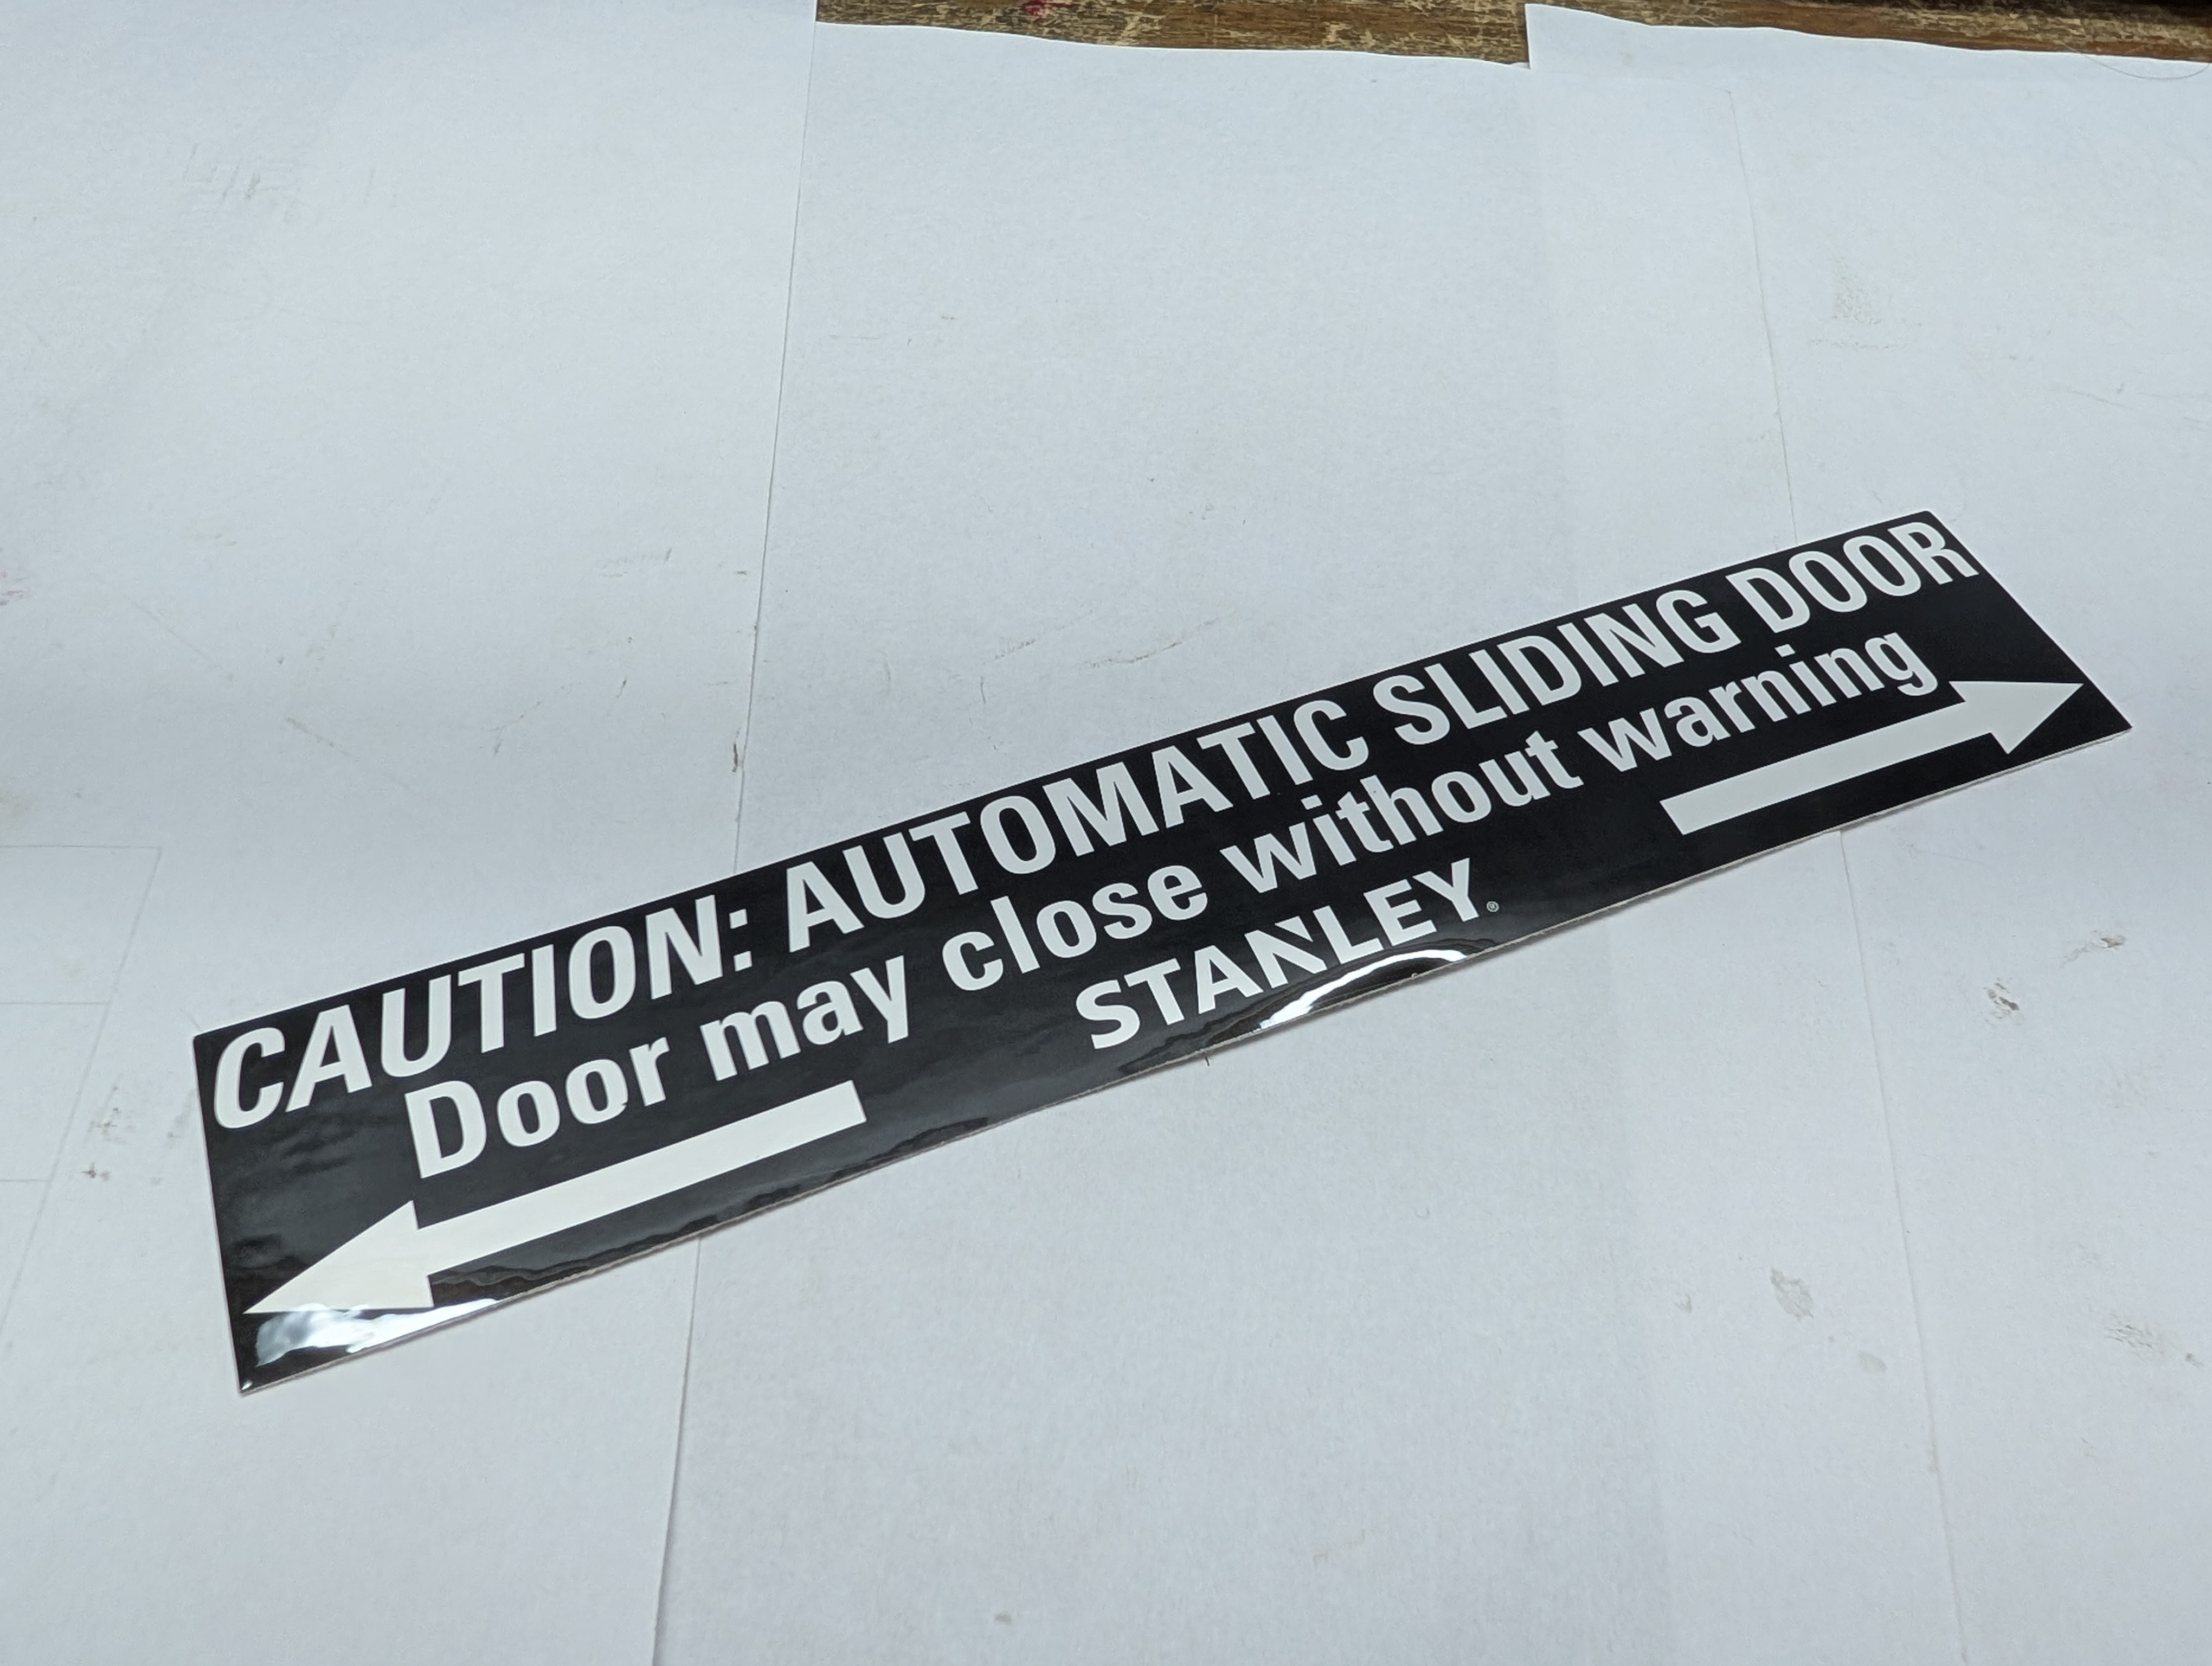 CAUTION: AUTOMATIC SLIDING DOOR
Door may close without warning
STANLEY®